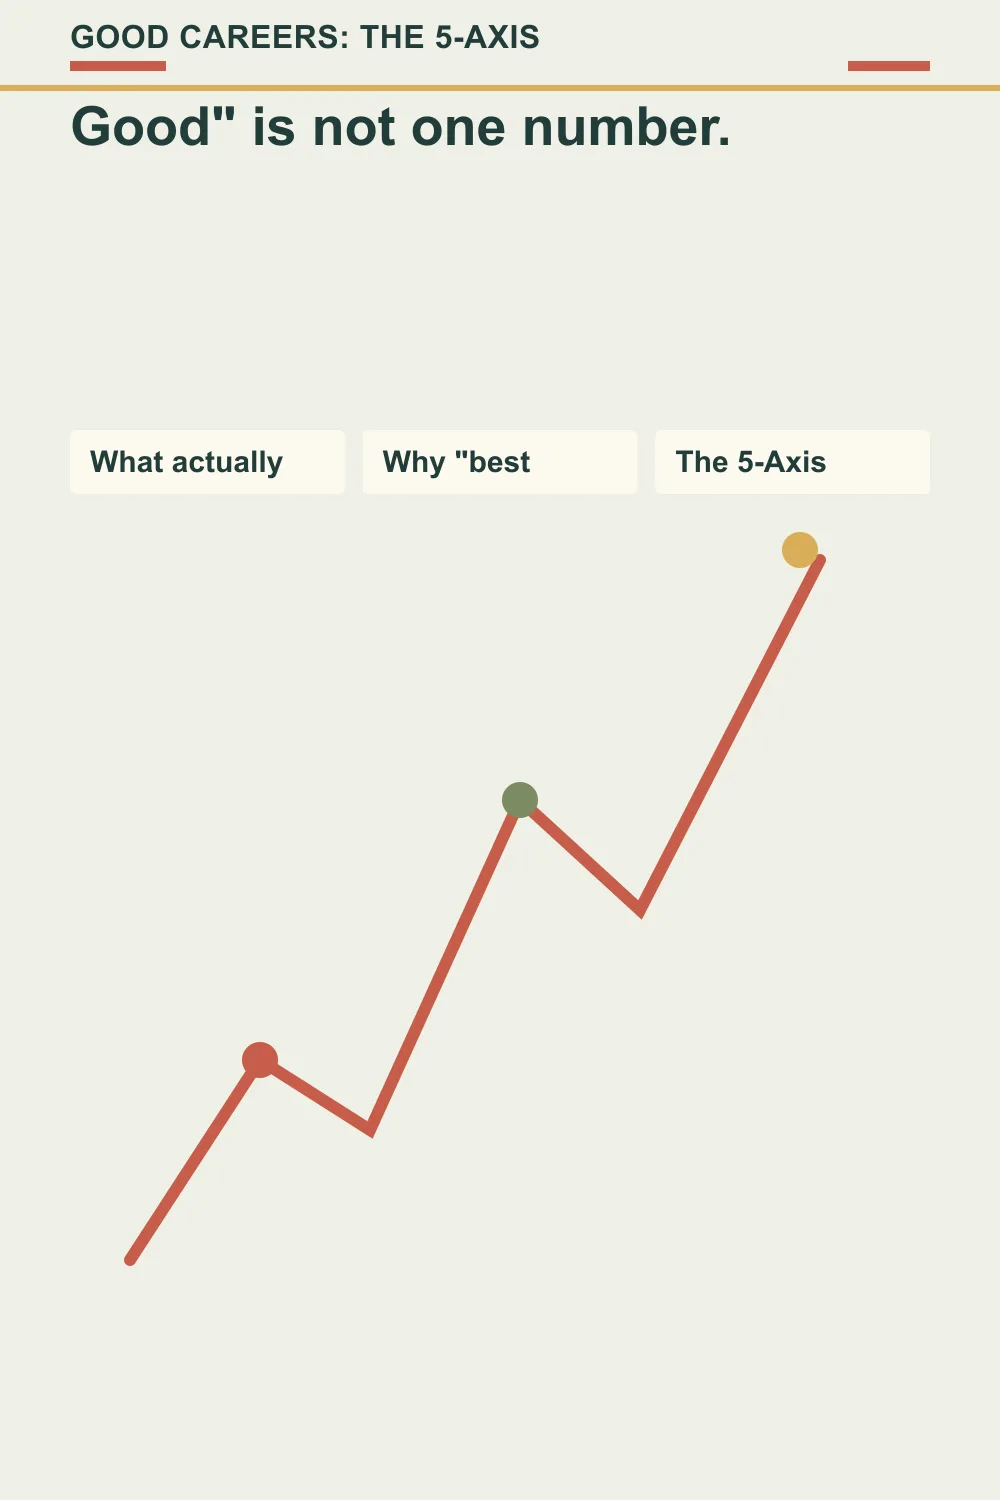 GOOD CAREERS: THE 5-AXIS
Good" is not one number.
What actually
Why "best
The 5-Axis